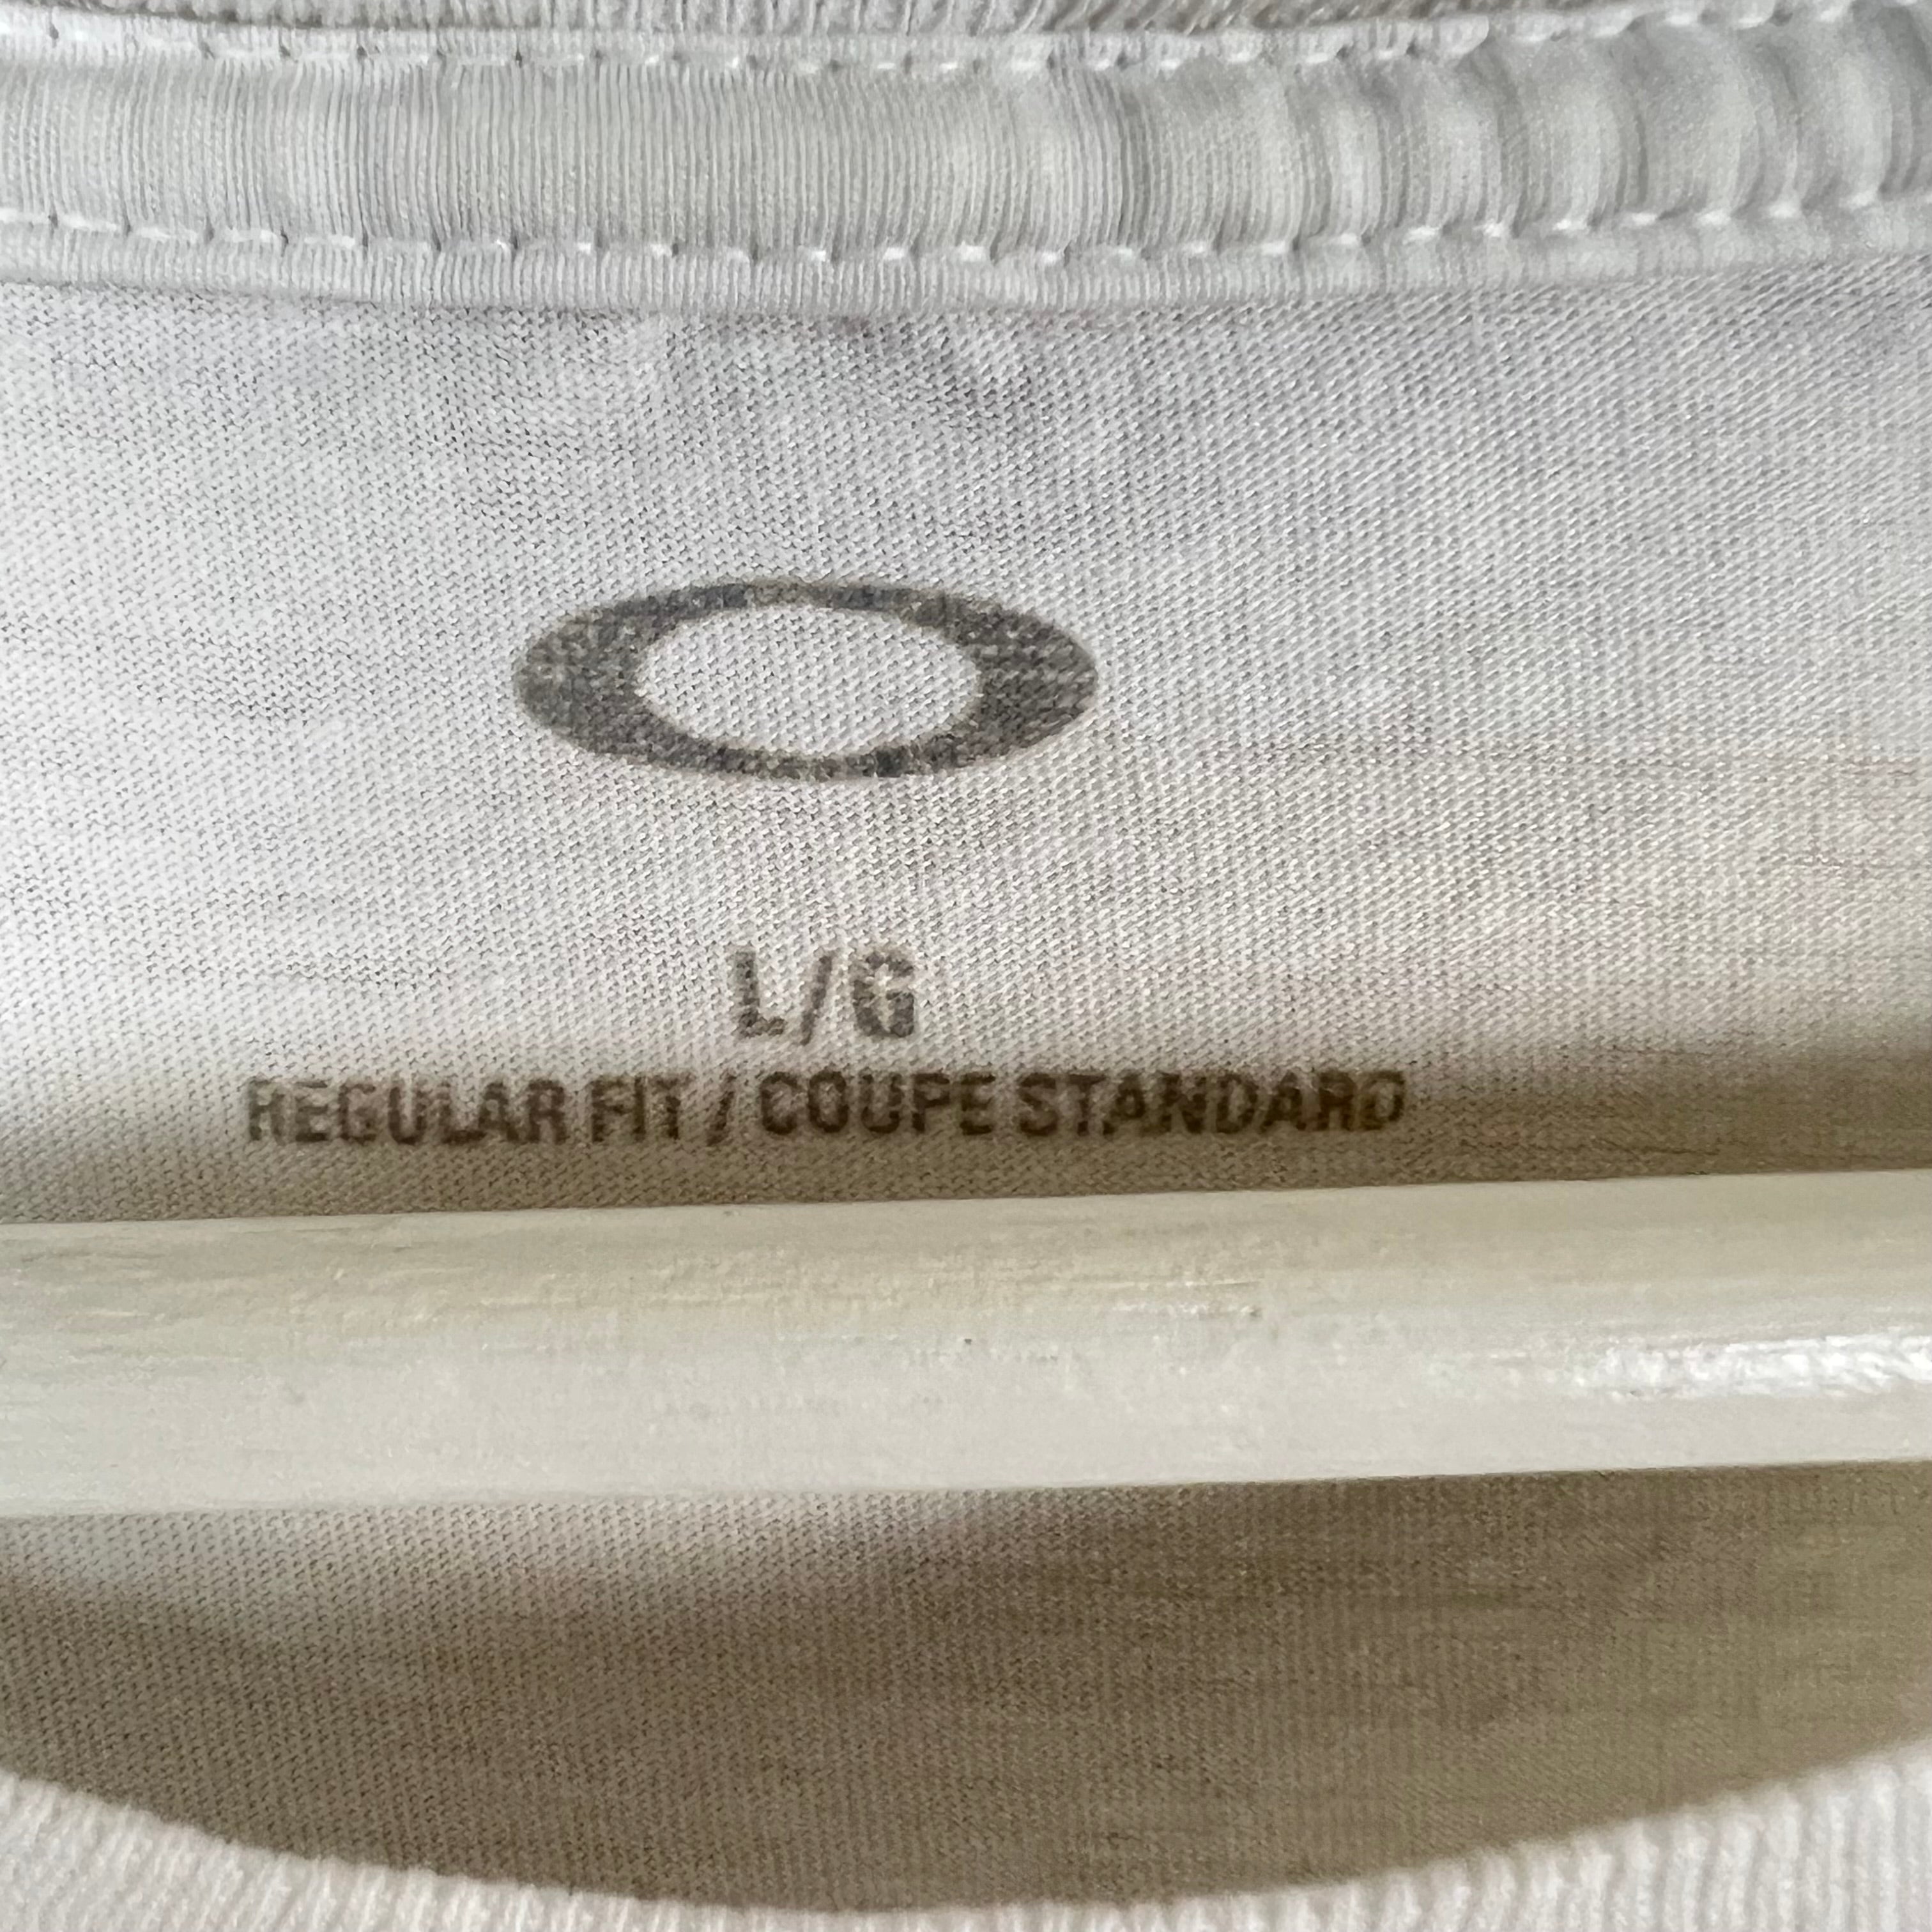 L/G
REGULAR FIT / COUPE STANDARD